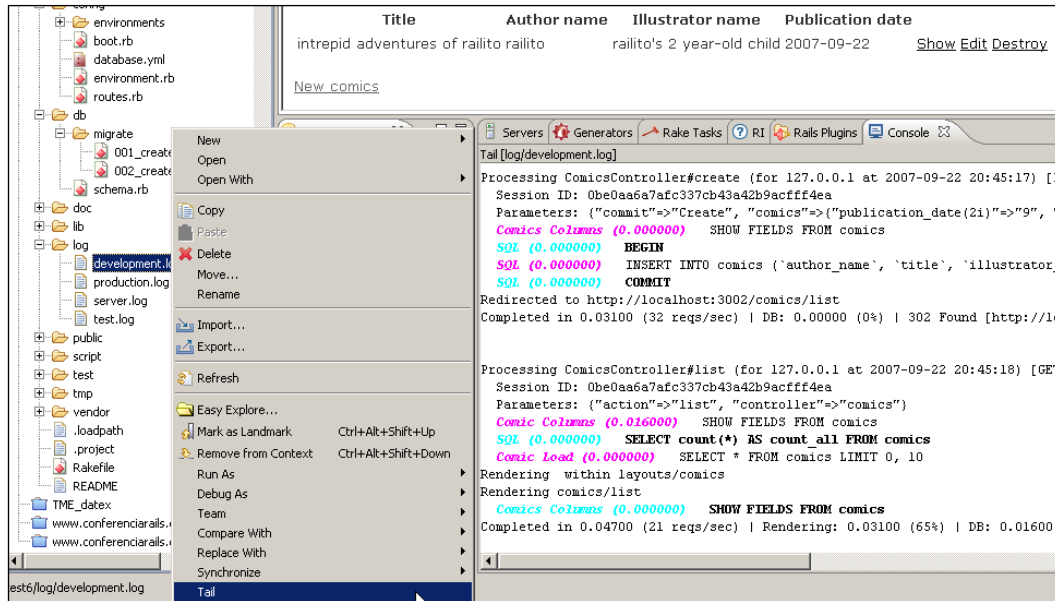 config
environments
boot.rb
database.yml
environment.rb
routes.rb
db
migrate
001_create
002_create
schema.rb
doc
lib
log
development.lo
production.log
server.log
test.log
public
script
test
tmp
vendor
.loadpath
.project
Rakefile
README
TME_datex
www.conferenciarails.
www.conferenciarails.
est6/log/development.log
New
Open
Open With
Copy
Paste
Delete
Move...
Rename
Import...
Export...
Refresh
Easy Explore...
Mark as Landmark Ctrl+Alt+Shift+Up
Remove from Context Ctrl+Alt+Shift+Down
Run As
Debug As
Team
Compare With
Replace With
Synchronize
Tail
Title Author name Illustrator name Publication date
intrepid adventures of railito railito railito's 2 year-old child 2007-09-22 Show Edit Destroy
New comics
Servers Generators Rake Tasks RI Rails Plugins Console
Tail [log/development.log]
Processing ComicsController#create (for 127.0.0.1 at 2007-09-22 20:45:17) [
Session ID: 0be0aa6a7afc337cb43a42b9acfff4ea
Parameters: {"commit"=>"Create", "comics"=>{"publication_date(2i)"=>"9", "
Comics Columns (0.000000) SHOW FIELDS FROM comics
SQL (0.000000) BEGIN
SQL (0.000000) INSERT INTO comics (`author_name`, `title`, `illustrator_
SQL (0.000000) COMMIT
Redirected to http://localhost:3002/comics/list
Completed in 0.03100 (32 reqs/sec) | DB: 0.00000 (0%) | 302 Found [http://lo
Processing ComicsController#list (for 127.0.0.1 at 2007-09-22 20:45:18) [GET
Session ID: 0be0aa6a7afc337cb43a42b9acfff4ea
Parameters: {"action"=>"list", "controller"=>"comics"}
Comic Columns (0.016000) SHOW FIELDS FROM comics
SQL (0.000000) SELECT count(*) AS count_all FROM comics
Comic Load (0.000000) SELECT * FROM comics LIMIT 0, 10
Rendering within layouts/comics
Rendering comics/list
Comics Columns (0.000000) SHOW FIELDS FROM comics
Completed in 0.04700 (21 reqs/sec) | Rendering: 0.03100 (65%) | DB: 0.01600